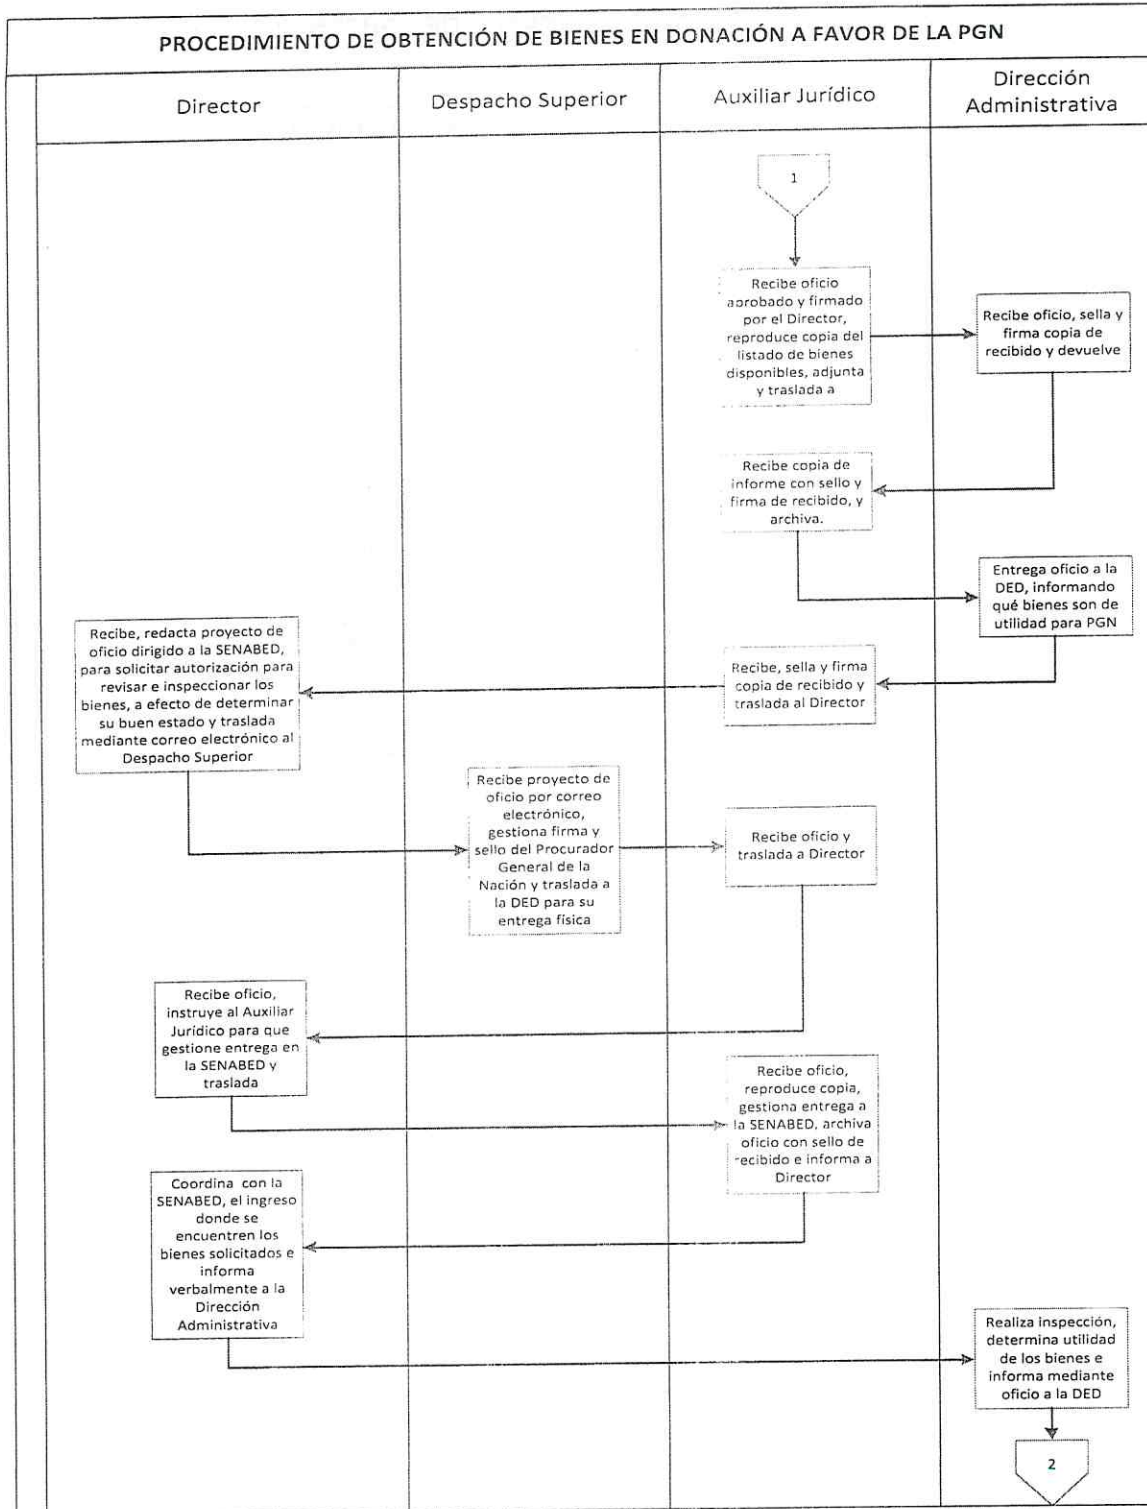 PROCEDIMIENTO DE OBTENCIÓN DE BIENES EN DONACIÓN A FAVOR DE LA PGN
Director
Despacho Superior
Auxiliar Jurídico
Dirección
Administrativa
1
Recibe oficio
aprobado y firmado
por el Director,
reproduce copia del
listado de bienes
disponibles, adjunta
y traslada a
Recibe oficio, sella y
firma copia de
recibido y devuelve
Recibe copia de
informe con sello y
firma de recibido, y
archiva.
Entrega oficio a la
DED, informando
qué bienes son de
utilidad para PGN
Recibe, sella y firma
copia de recibido y
traslada al Director
Recibe, redacta proyecto de
oficio dirigido a la SENABED,
para solicitar autorización para
revisar e inspeccionar los
bienes, a efecto de determinar
su buen estado y traslada
mediante correo electrónico al
Despacho Superior
Recibe proyecto de
oficio por correo
electrónico,
gestiona firma y
sello del Procurador
General de la
Nación y traslada a
la DED para su
entrega física
Recibe oficio y
traslada a Director
Recibe oficio,
instruye al Auxiliar
Jurídico para que
gestione entrega en
la SENABED y
traslada
Recibe oficio,
reproduce copia,
gestiona entrega a
la SENABED, archiva
oficio con sello de
recibido e informa a
Director
Coordina con la
SENABED, el ingreso
donde se
encuentren los
bienes solicitados e
informa
verbalmente a la
Dirección
Administrativa
Realiza inspección,
determina utilidad
de los bienes e
informa mediante
oficio a la DED
2